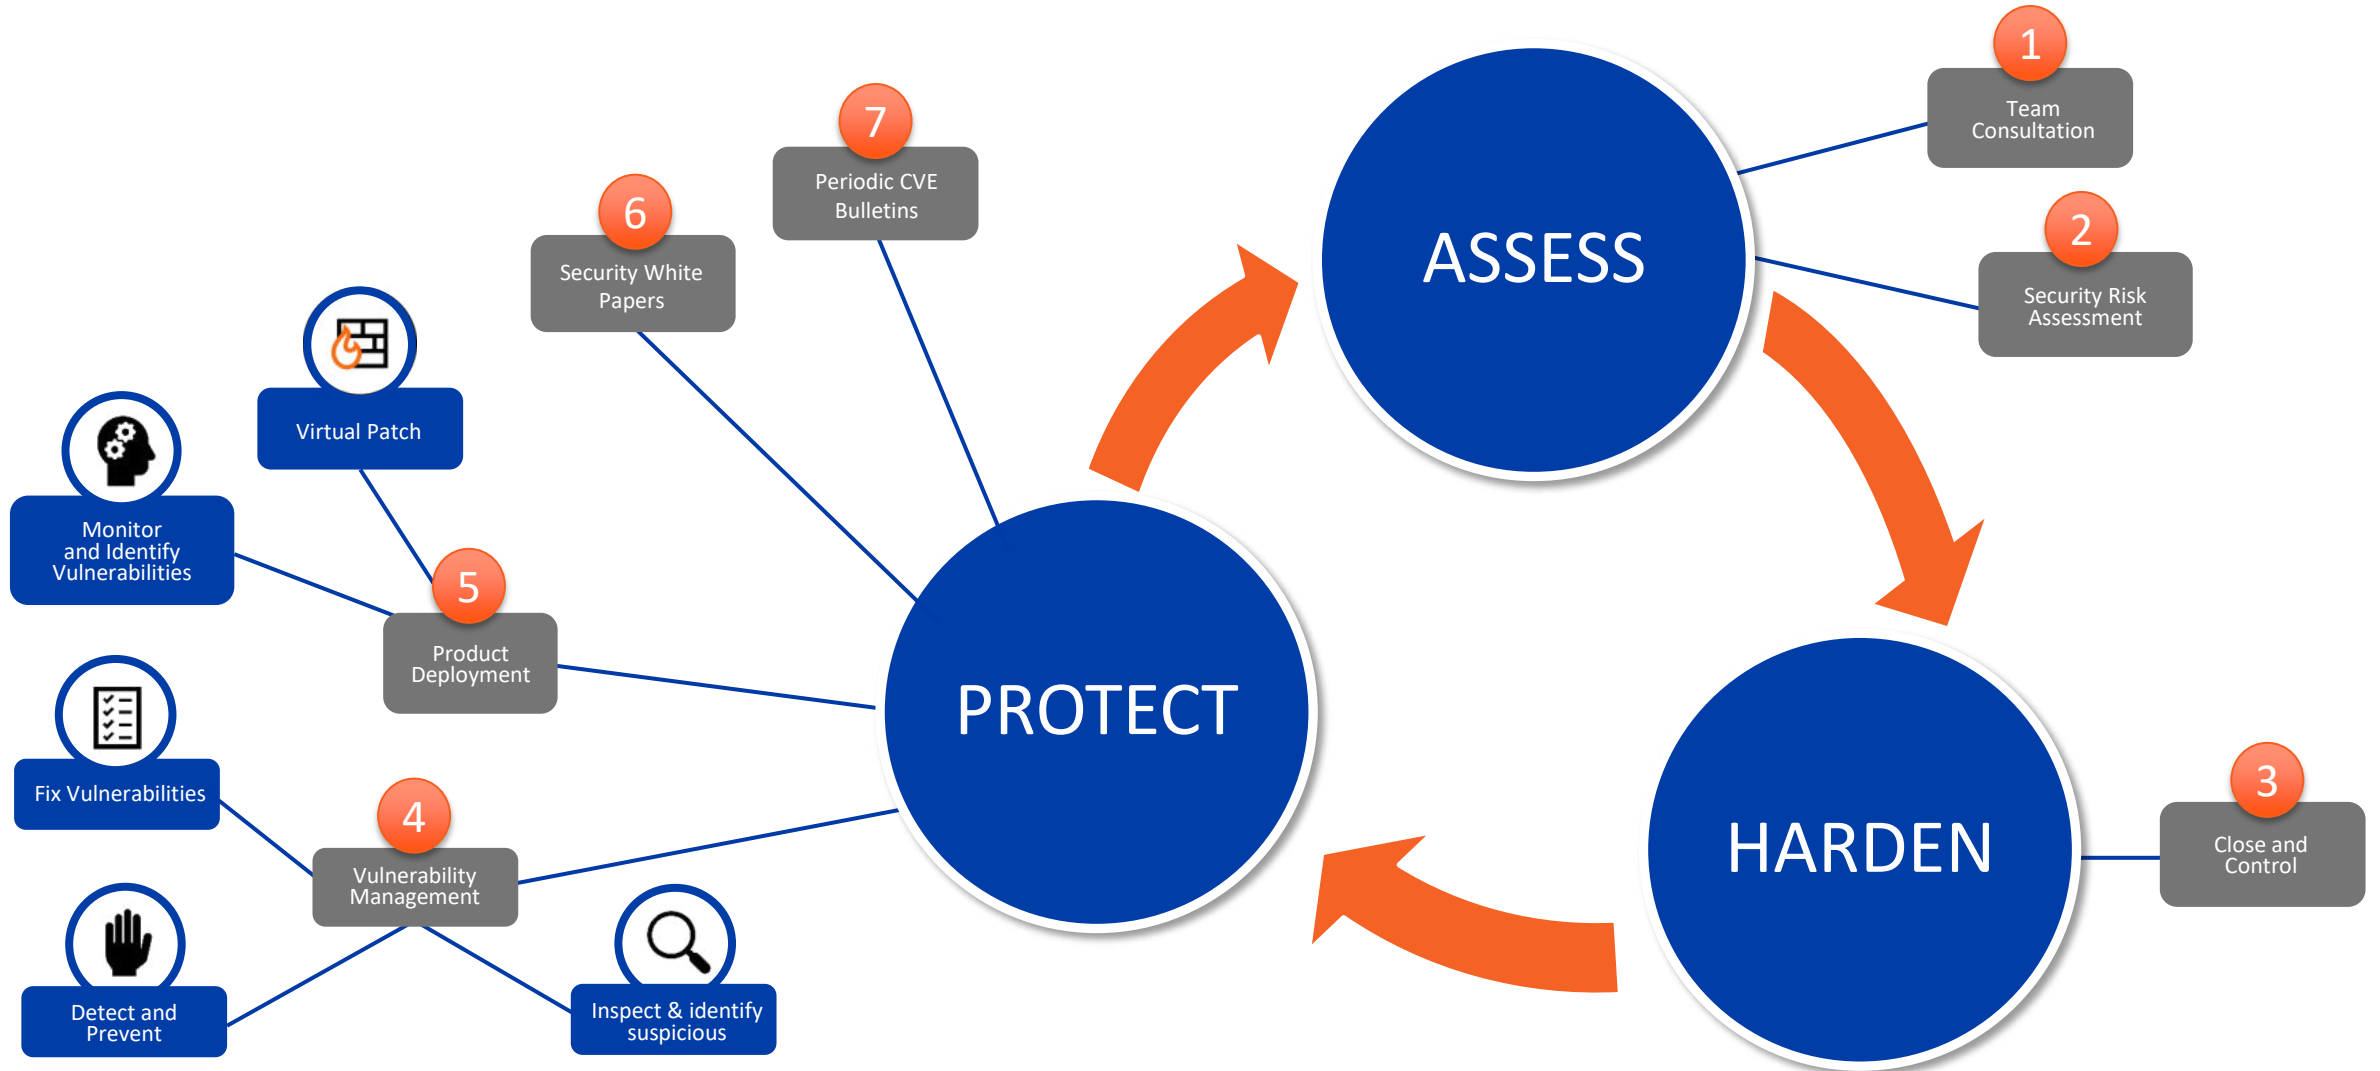 1
Team
Consultation
2
Security Risk
Assessment
ASSESS
7
Periodic CVE
Bulletins
6
Security White
Papers
Virtual Patch
Monitor
and Identify
Vulnerabilities
5
Product
Deployment
PROTECT
Fix Vulnerabilities
4
Vulnerability
Management
Detect and
Prevent
Inspect & identify
suspicious
HARDEN
3
Close and
Control